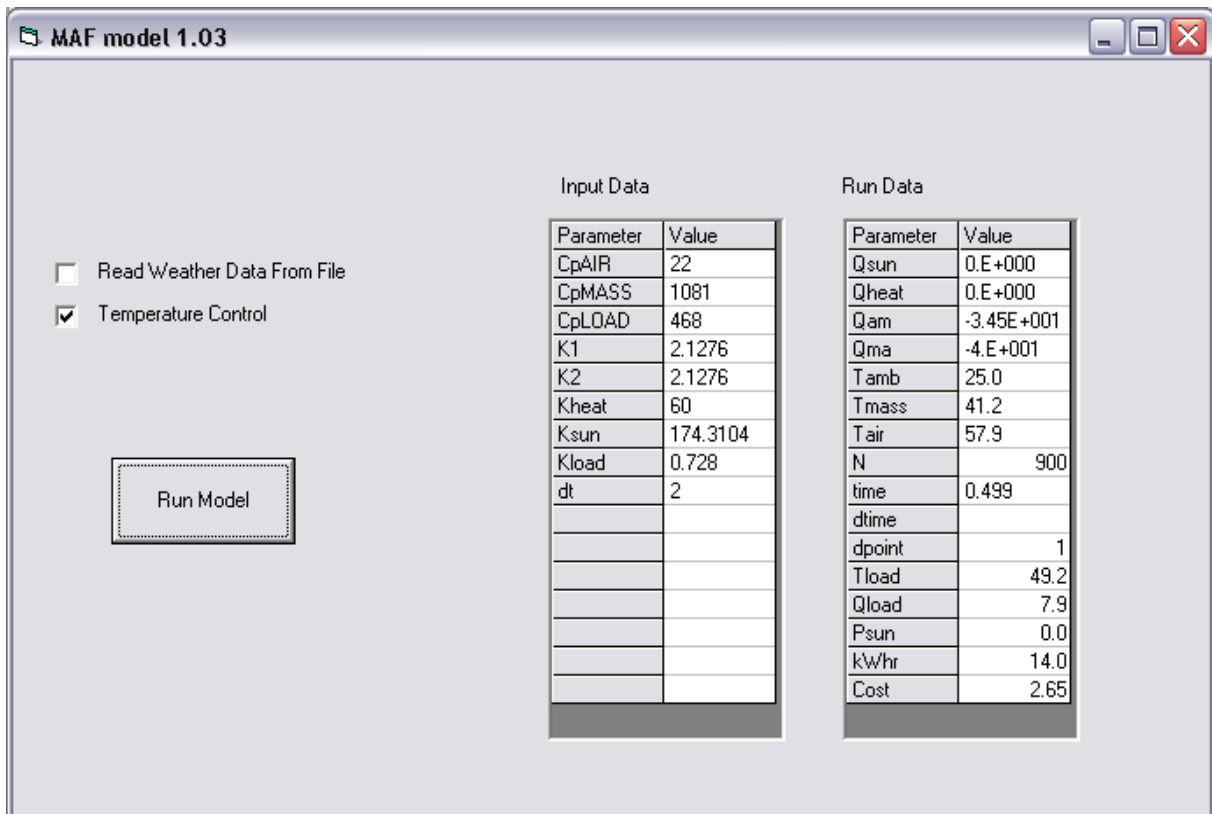 MAF model 1.03
Input Data Run Data
Read Weather Data From File
Temperature Control
Run Model
Parameter Value
CpAIR 22
CpMASS 1081
CpLOAD 468
K1 2.1276
K2 2.1276
Kheat 60
Ksun 174.3104
Kload 0.728
dt 2
Parameter Value
Qsun 0.E+000
Qheat 0.E+000
Qam -3.45E+001
Qma -4.E+001
Tamb 25.0
Tmass 41.2
Tair 57.9
N 900
time 0.499
dtime
dpoint 1
Tload 49.2
Qload 7.9
Psun 0.0
kWhr 14.0
Cost 2.65